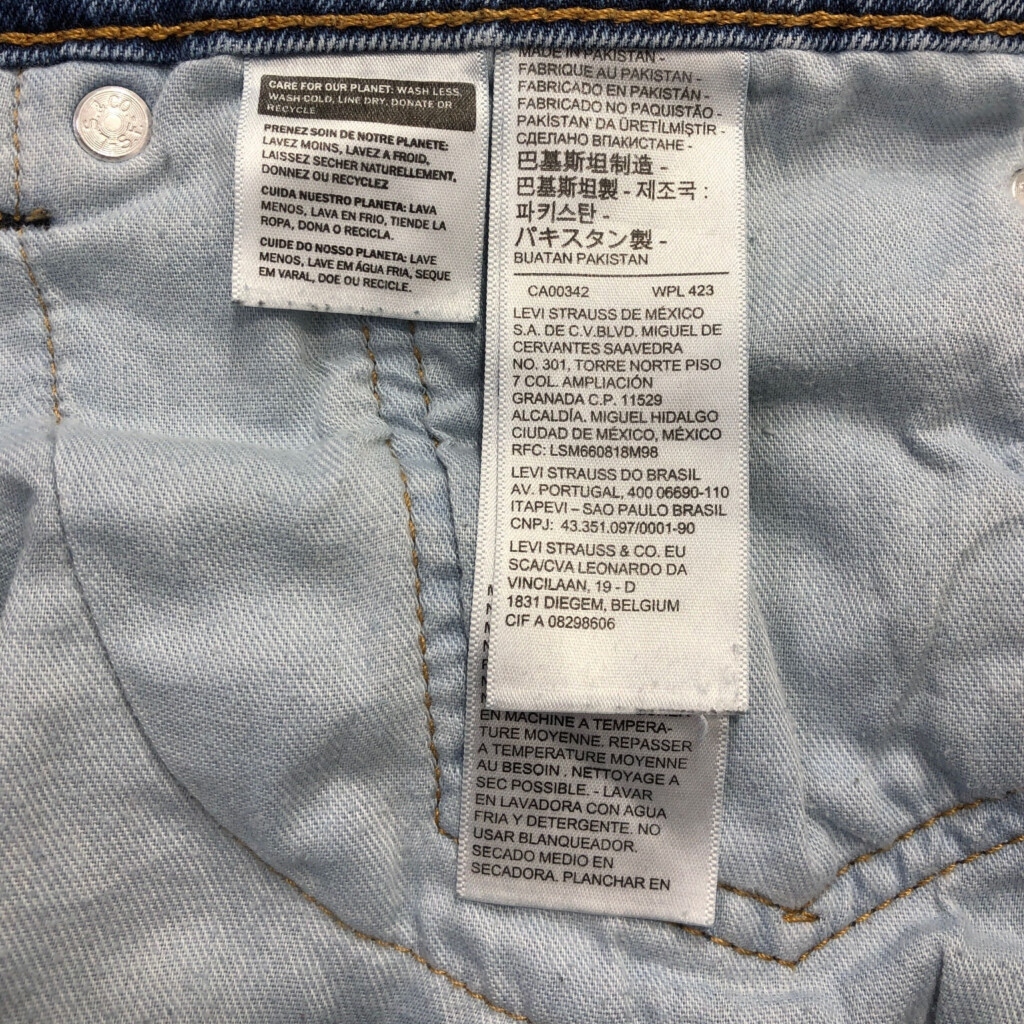 CARE FOR OUR PLANET: WASH LESS,
WASH COLD, LINE DRY, DONATE OR
RECYCLE
PRENEZ SOIN DE NOTRE PLANETE:
LAVEZ MOINS, LAVEZ A FROID,
LAISSEZ SECHER NATURELLEMENT,
DONNEZ OU RECYCLEZ
CUIDA NUESTRO PLANETA: LAVA
MENOS, LAVA EN FRIO, TIENDE LA
ROPA, DONA O RECICLA.
CUIDE DO NOSSO PLANETA: LAVE
MENOS, LAVE EM ÁGUA FRIA, SEQUE
EM VARAL, DOE OU RECICLE.
MADE IN PAKISTAN -
FABRIQUE AU PAKISTAN -
FABRICADO EN PAKISTÁN -
FABRICADO NO PAQUISTÃO -
PAKİSTAN' DA ÜRETİLMİŞTİR -
СДЕЛАНО ВПАКИСТАНЕ -
巴基斯坦制造 -
巴基斯坦製 - 제조국 :
파키스탄 -
パキスタン製 -
BUATAN PAKISTAN
CA00342 WPL 423
LEVI STRAUSS DE MÉXICO
S.A. DE C.V.BLVD. MIGUEL DE
CERVANTES SAAVEDRA
NO. 301, TORRE NORTE PISO
7 COL. AMPLIACIÓN
GRANADA C.P. 11529
ALCALDÍA. MIGUEL HIDALGO
CIUDAD DE MÉXICO, MÉXICO
RFC: LSM660818M98
LEVI STRAUSS DO BRASIL
AV. PORTUGAL, 400 06690-110
ITAPEVI – SAO PAULO BRASIL
CNPJ: 43.351.097/0001-90
LEVI STRAUSS & CO. EU
SCA/CVA LEONARDO DA
VINCILAAN, 19 - D
1831 DIEGEM, BELGIUM
CIF A 08298606
EN MACHINE A TEMPERA-
TURE MOYENNE. REPASSER
A TEMPERATURE MOYENNE
AU BESOIN . NETTOYAGE A
SEC POSSIBLE. - LAVAR
EN LAVADORA CON AGUA
FRIA Y DETERGENTE. NO
USAR BLANQUEADOR.
SECADO MEDIO EN
SECADORA. PLANCHAR EN